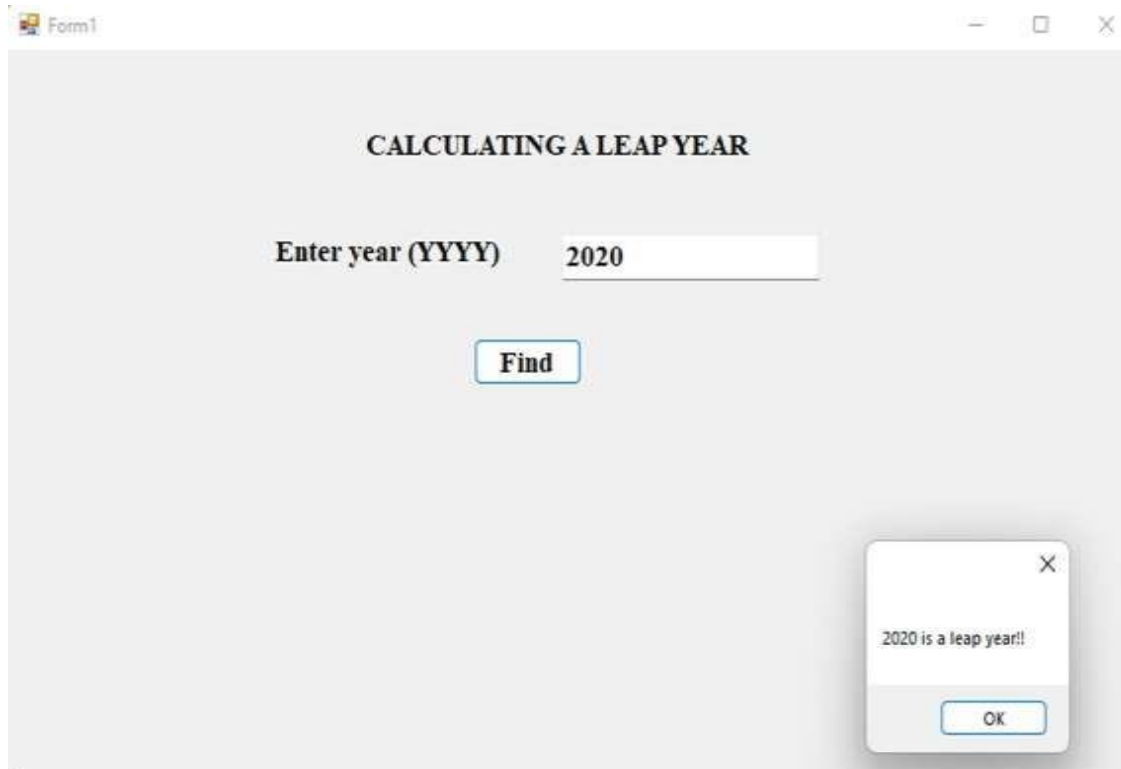 Form1
CALCULATING A LEAP YEAR
Enter year (YYYY) 2020
Find
2020 is a leap year!!
OK